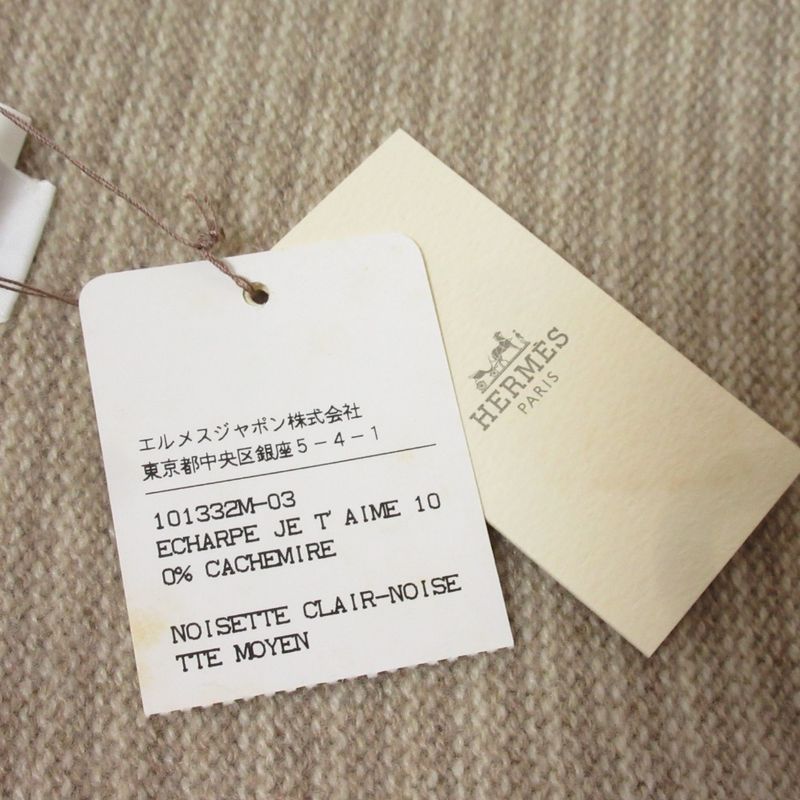 エルメスジャポン株式会社
東京都中央区銀座5-4-1
101332M-03
ECHARPE JE T'AIME 10
0% CACHEMIRE
NOISETTE CLAIR-NOISE
TTE MOYEN
HERMÈS
PARIS